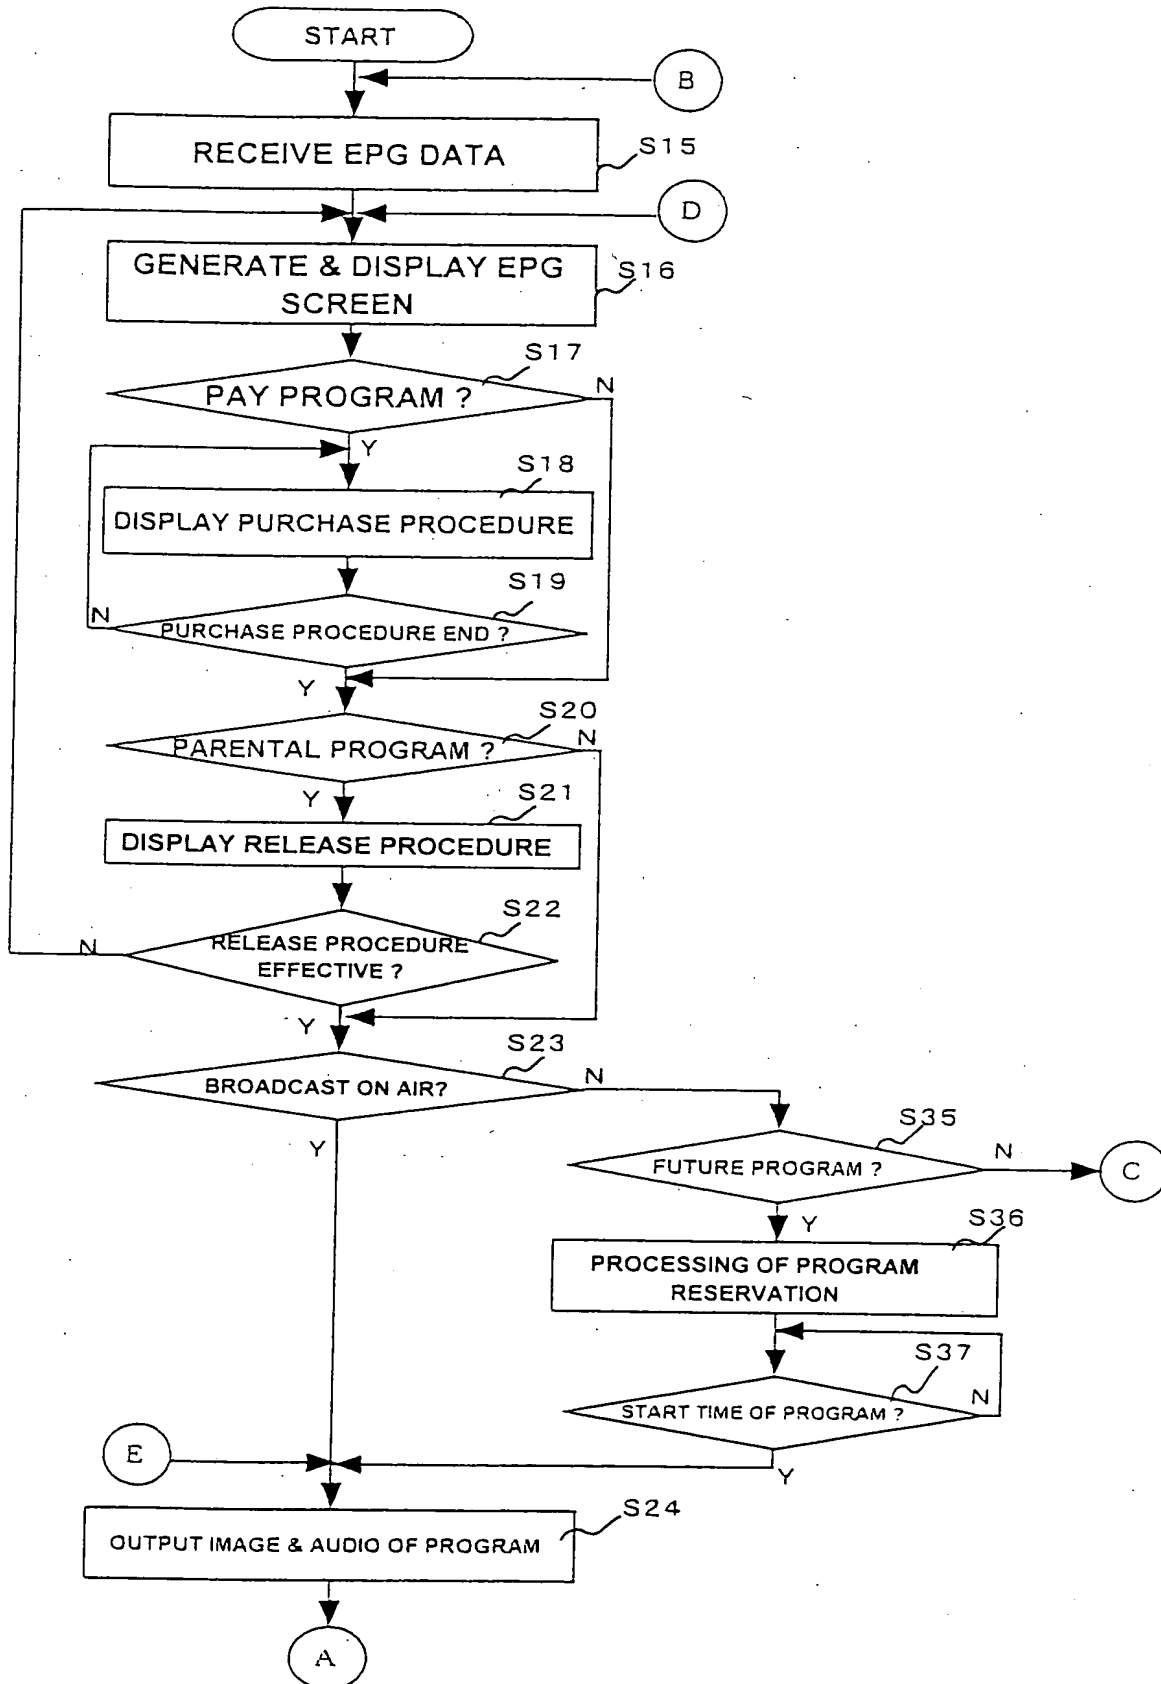 START
B
RECEIVE EPG DATA
S15
D
GENERATE & DISPLAY EPG
SCREEN
S16
S17
PAY PROGRAM ?
N
Y
S18
DISPLAY PURCHASE PROCEDURE
S19
N
PURCHASE PROCEDURE END ?
Y
S20
PARENTAL PROGRAM ?
N
Y
S21
DISPLAY RELEASE PROCEDURE
S22
N
RELEASE PROCEDURE
EFFECTIVE ?
Y
S23
BROADCAST ON AIR?
N
Y
S35
FUTURE PROGRAM ?
N
C
Y
S36
PROCESSING OF PROGRAM
RESERVATION
S37
START TIME OF PROGRAM ?
N
E
Y
S24
OUTPUT IMAGE & AUDIO OF PROGRAM
A